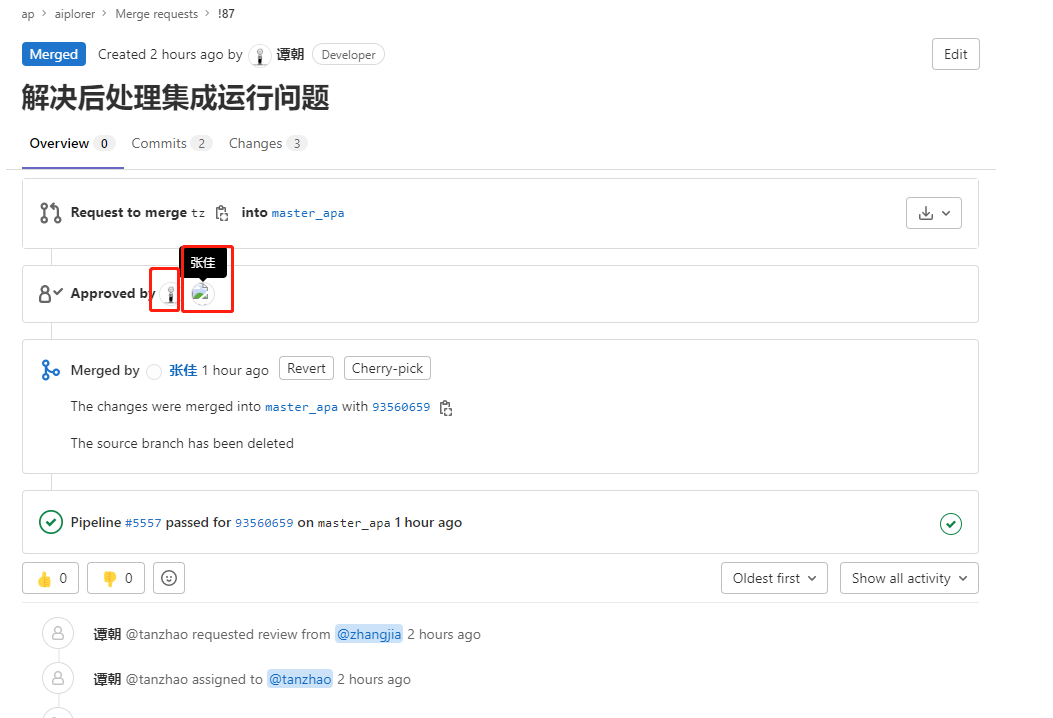 ap > aiplorer > Merge requests > !87
Merged Created 2 hours ago by 谭朝 Developer Edit
解决后处理集成运行问题
Overview 0 Commits 2 Changes 3
Request to merge tz into master_apa
张佳
Approved by
Merged by 张佳 1 hour ago Revert Cherry-pick
The changes were merged into master_apa with 93560659
The source branch has been deleted
Pipeline #5557 passed for 93560659 on master_apa 1 hour ago
0 0 Oldest first Show all activity
谭朝 @tanzhao requested review from @zhangjia 2 hours ago
谭朝 @tanzhao assigned to @tanzhao 2 hours ago